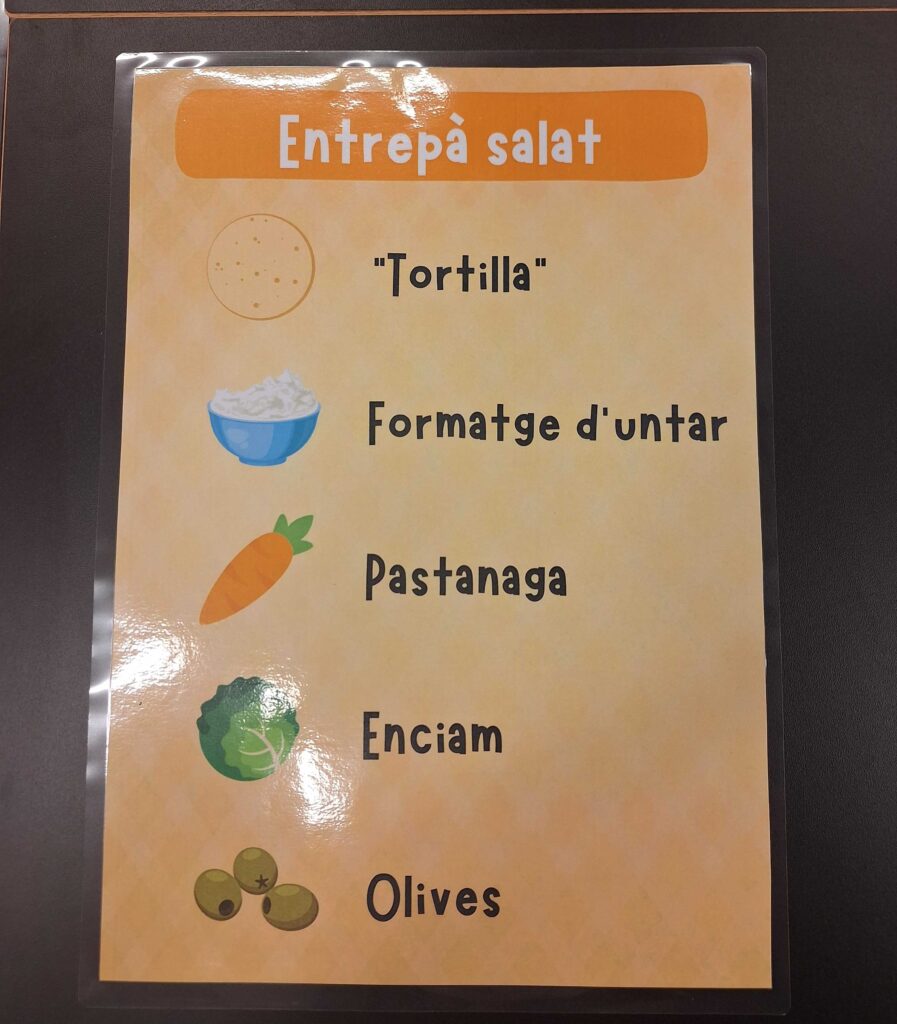 Entrepà salat
"Tortilla"
Formatge d'untar
Pastanaga
Enciam
Olives